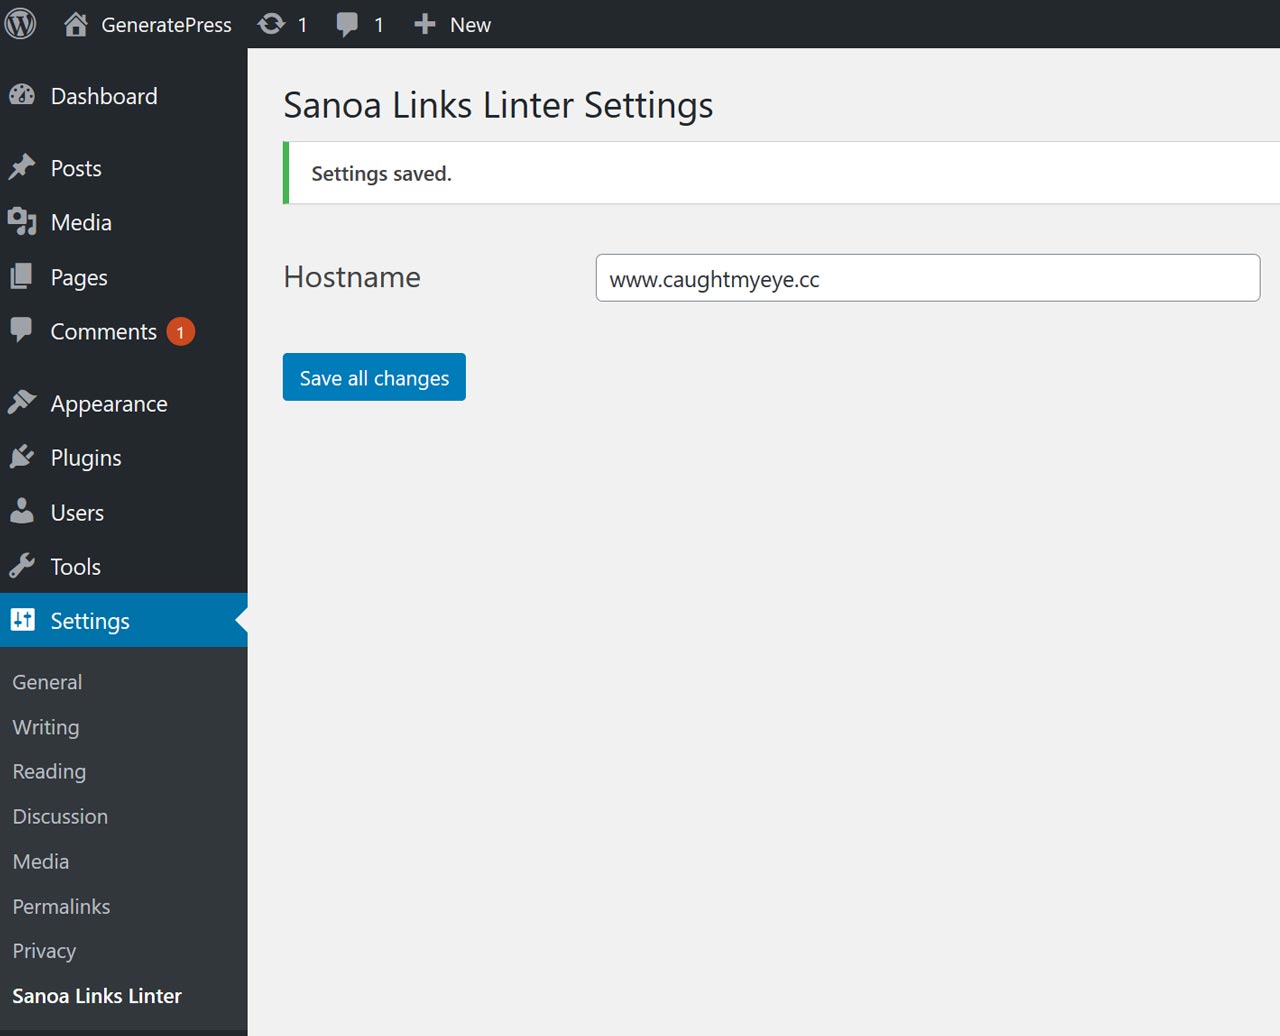 GeneratePress 1 1 New
Dashboard
Posts
Media
Pages
Comments 1
Appearance
Plugins
Users
Tools
Settings
General
Writing
Reading
Discussion
Media
Permalinks
Privacy
Sanoa Links Linter
Sanoa Links Linter Settings
Settings saved.
Hostname www.caughtmyeye.cc
Save all changes